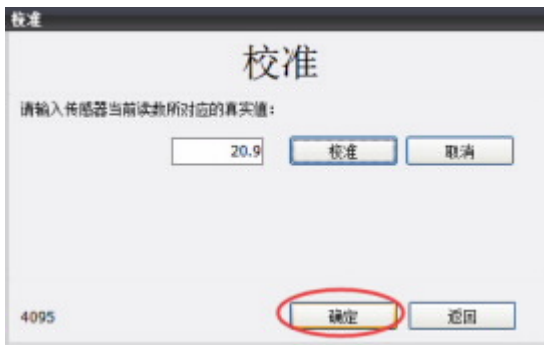 校准
校准
请输入传感器当前读数所对应的真实值:
20.9 校准 取消
4095 确定 返回